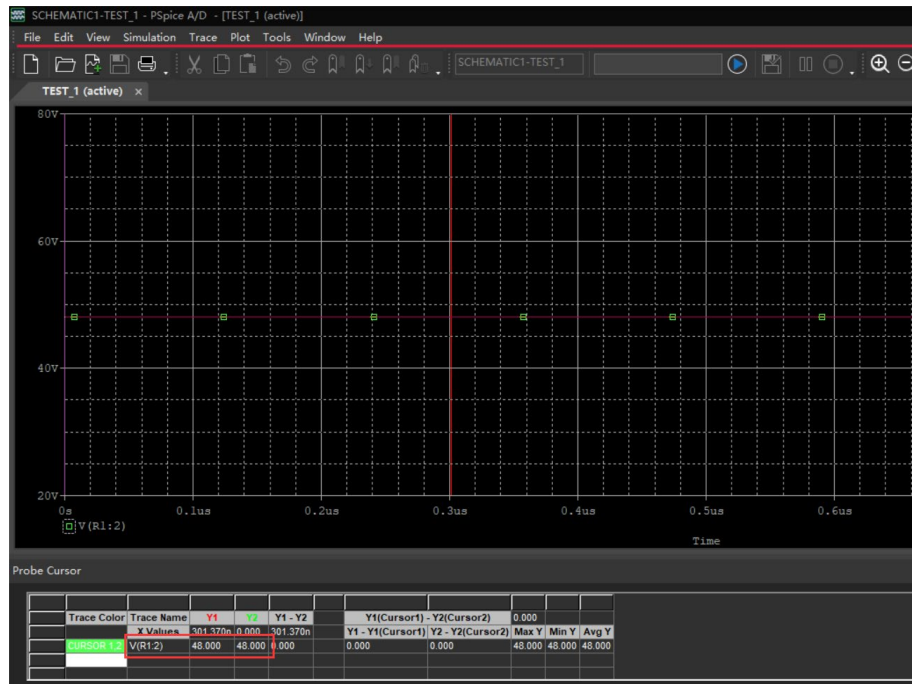 SCHEMATIC1-TEST_1 - PSpice A/D - [TEST_1 (active)]
File Edit View Simulation Trace Plot Tools Window Help
SCHEMATIC1-TEST_1
TEST_1 (active) ×
80V
60V
40V
20V
0s 0.1us 0.2us 0.3us 0.4us 0.5us 0.6us
V(R1:2)
Time
Probe Cursor
Trace Color Trace Name Y1 Y2 Y1 - Y2 Y1(Cursor1) - Y2(Cursor2) 0.000
X Values 301.370n 0.000 301.370n Y1 - Y1(Cursor1) Y2 - Y2(Cursor2) Max Y Min Y Avg Y
CURSOR 1,2 V(R1:2) 48.000 48.000 0.000 0.000 0.000 48.000 48.000 48.000